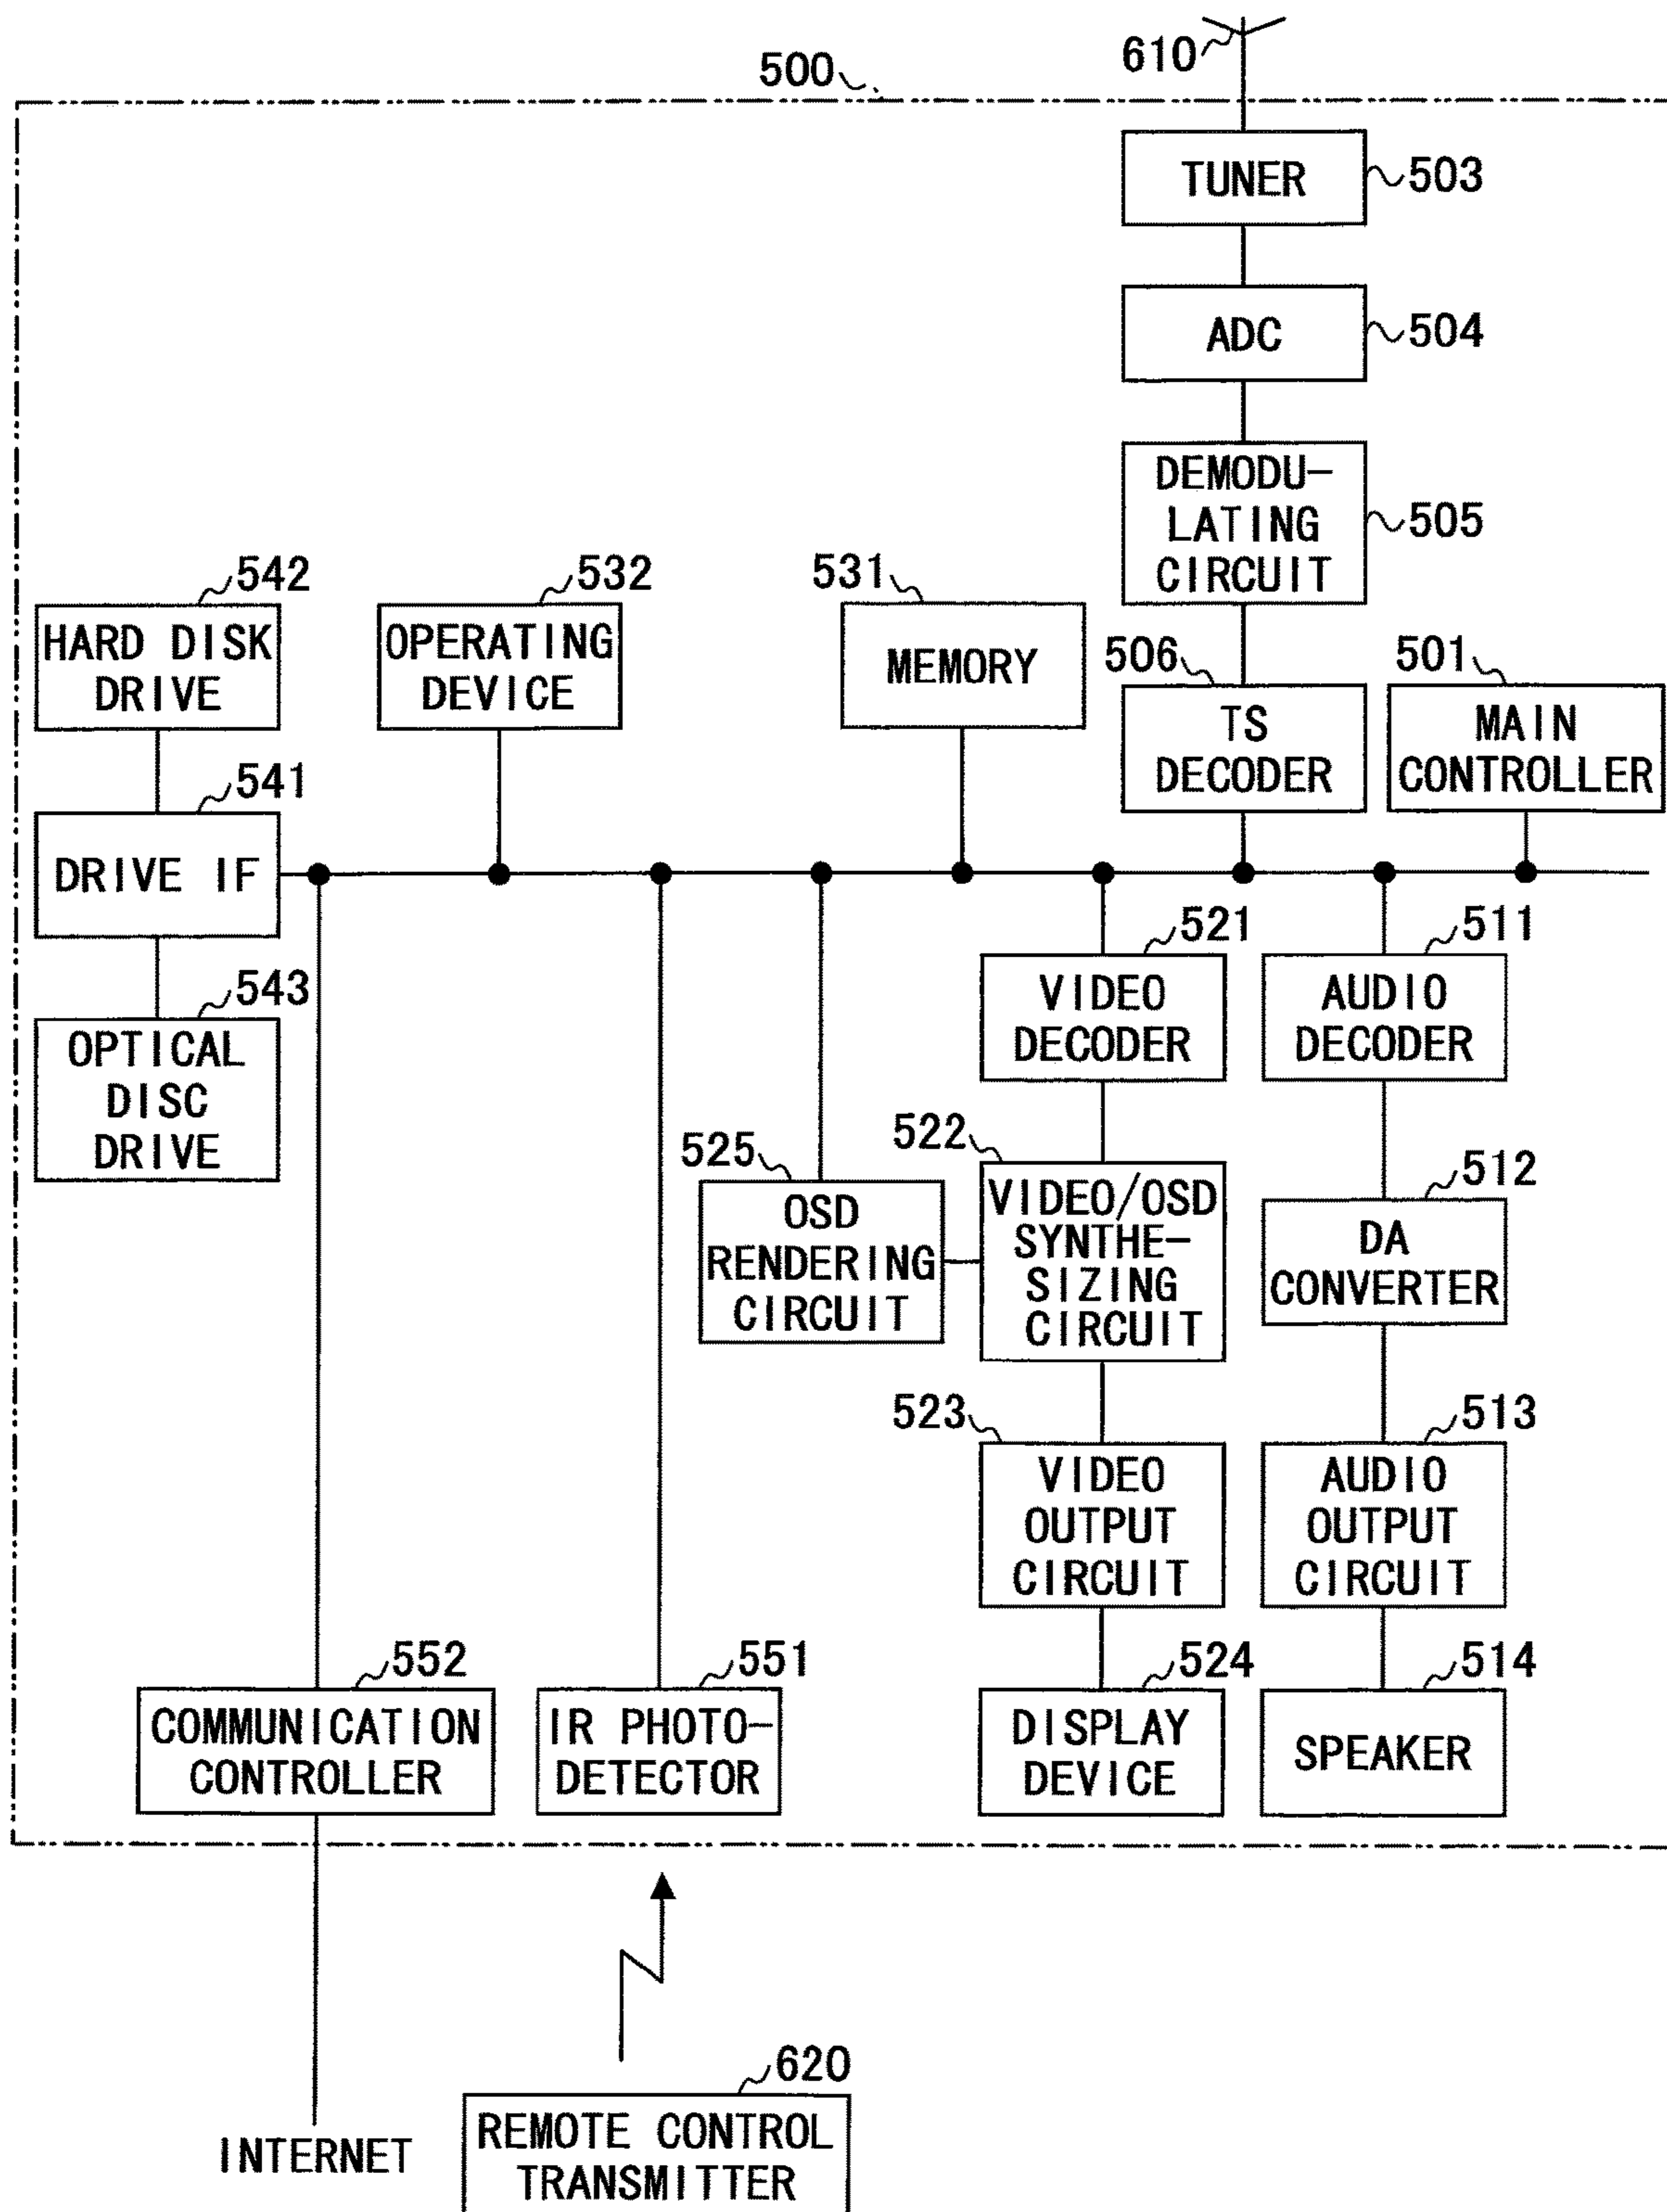 610
500
TUNER
503
ADC
504
DEMODU-
LATING
CIRCUIT
505
542
HARD DISK
DRIVE
532
OPERATING
DEVICE
531
MEMORY
506
TS
DECODER
501
MAIN
CONTROLLER
541
DRIVE IF
543
OPTICAL
DISC
DRIVE
521
VIDEO
DECODER
511
AUDIO
DECODER
525
OSD
RENDERING
CIRCUIT
522
VIDEO/OSD
SYNTHE-
SIZING
CIRCUIT
512
DA
CONVERTER
523
VIDEO
OUTPUT
CIRCUIT
513
AUDIO
OUTPUT
CIRCUIT
552
COMMUNICATION
CONTROLLER
551
IR PHOTO-
DETECTOR
524
DISPLAY
DEVICE
514
SPEAKER
INTERNET
620
REMOTE CONTROL
TRANSMITTER